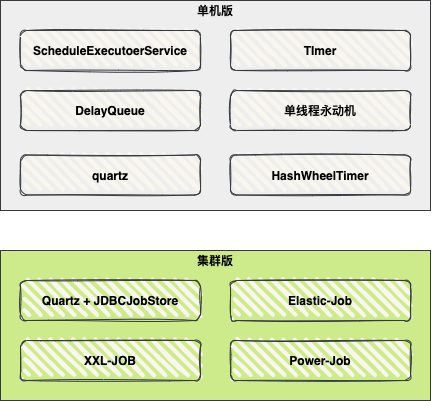 单机版
ScheduleExecutoerService
TImer
DelayQueue
单线程永动机
quartz
HashWheelTimer
集群版
Quartz + JDBCJobStore
Elastic-Job
XXL-JOB
Power-Job